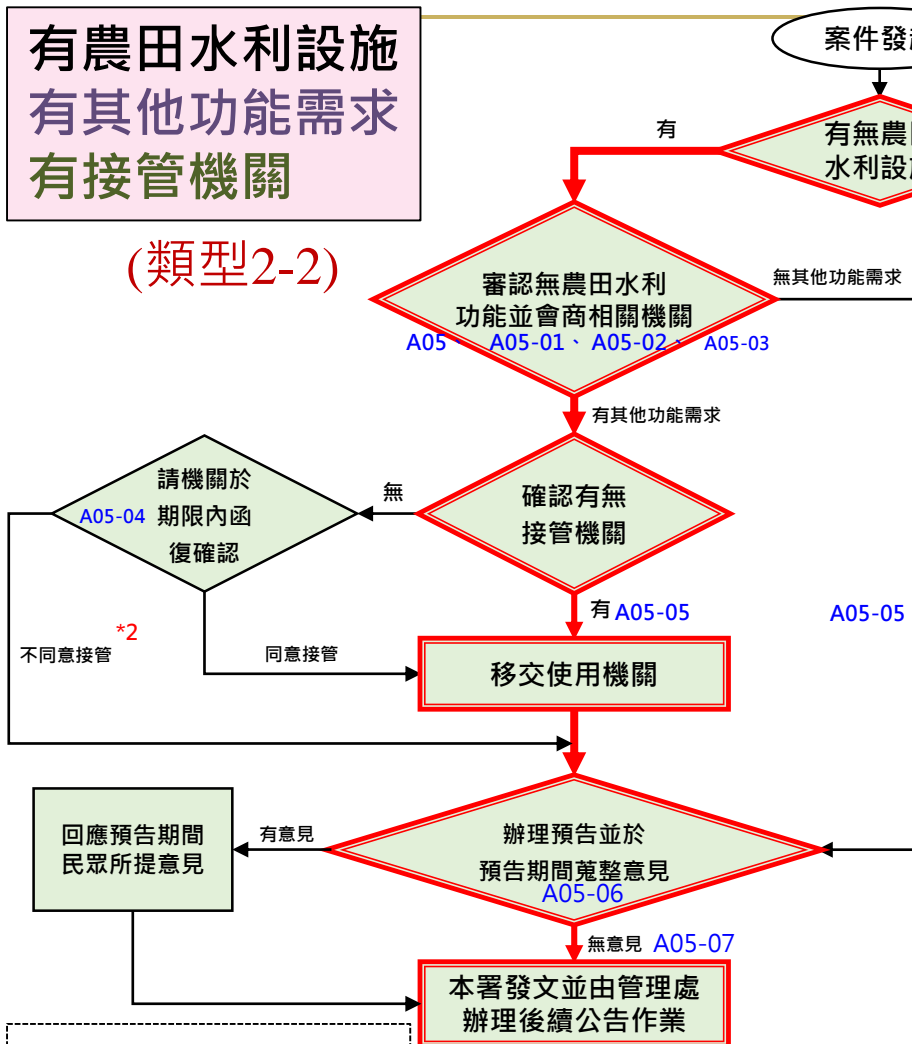 有農田水利設施
有其他功能需求
有接管機關
(類型2-2)
案件發
有
有無農
水利設
審認無農田水利
功能並會商相關機關
A05、 A05-01、A05-02、 A05-03
無其他功能需求
有其他功能需求
請機關於
A05-04 期限內函
復確認
無
確認有無
接管機關
有 A05-05
A05-05
*2
不同意接管
同意接管
移交使用機關
回應預告期間
民眾所提意見
有意見
辦理預告並於
預告期間蒐整意見
A05-06
無意見 A05-07
本署發文並由管理處
辦理後續公告作業